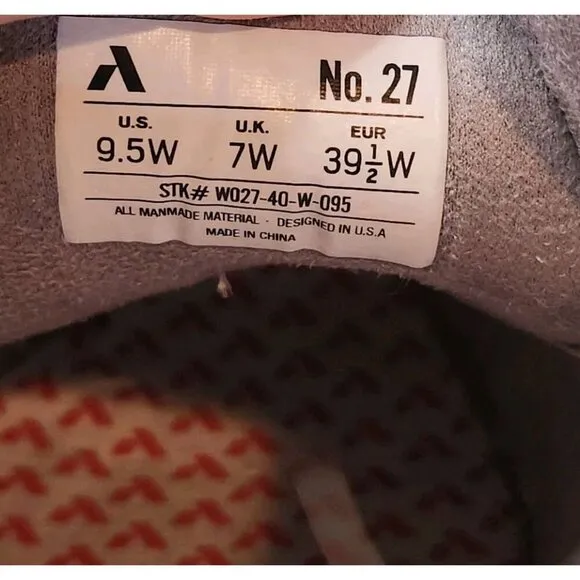 No. 27
U.S. U.K. EUR
9.5W 7W 39½W
STK# W027-40-W-095
ALL MANMADE MATERIAL - DESIGNED IN U.S.A
MADE IN CHINA